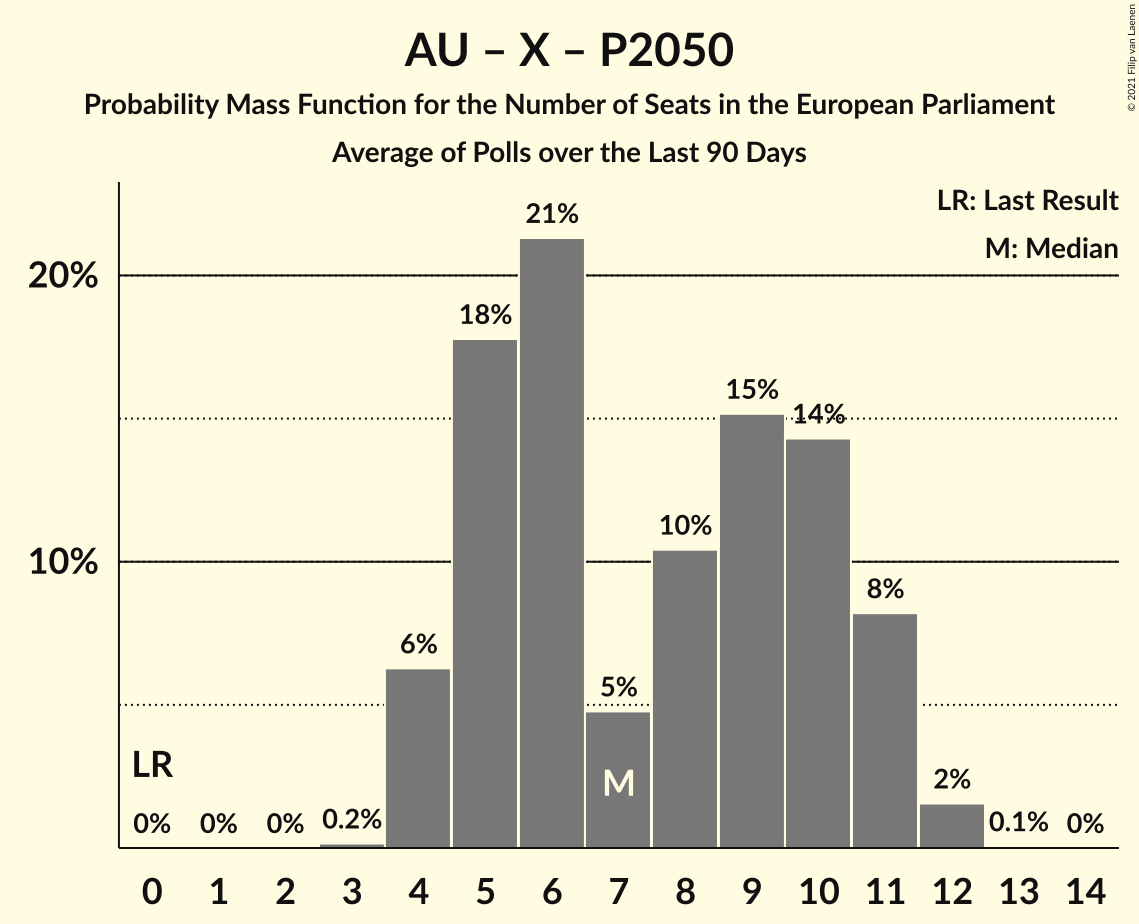 AU – X – P2050
Probability Mass Function for the Number of Seats in the European Parliament
Average of Polls over the Last 90 Days
© 2021 Filip van Laenen
LR: Last Result
M: Median
20%
10%
0%
0%
0%
0.2%
6%
18%
21%
5%
10%
15%
14%
8%
2%
0.1%
0%
LR
M
0 1 2 3 4 5 6 7 8 9 10 11 12 13 14